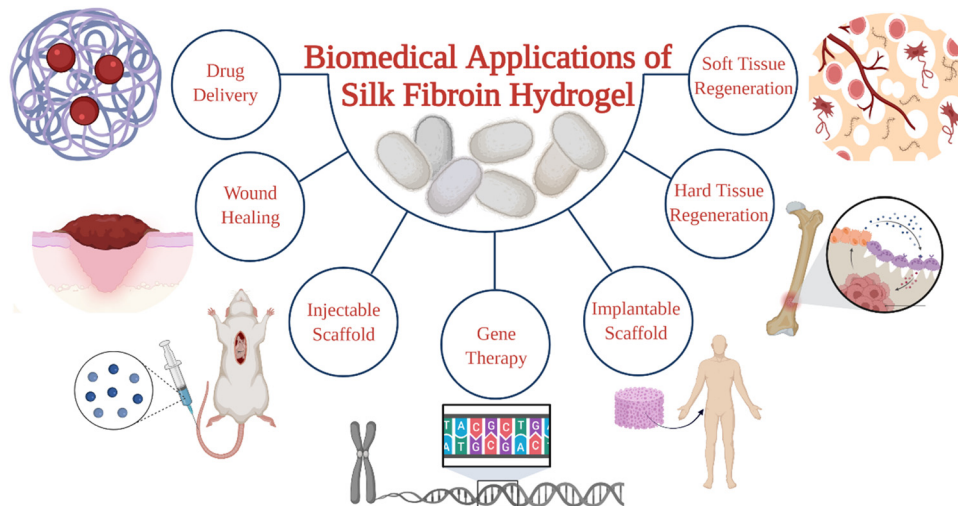 Biomedical Applications of
Silk Fibroin Hydrogel
Drug
Delivery
Wound
Healing
Injectable
Scaffold
Gene
Therapy
Implantable
Scaffold
Hard Tissue
Regeneration
Soft Tissue
Regeneration
T A C G C T G A
A T G C G A C T